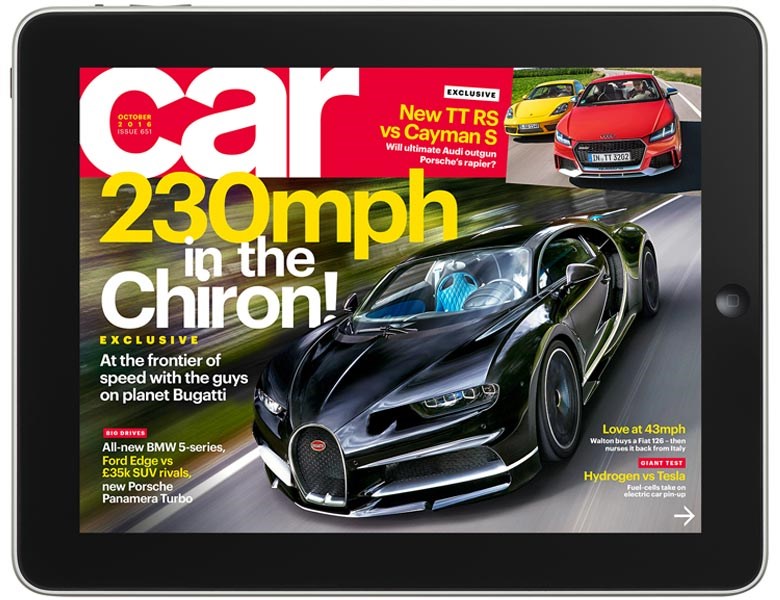 car
OCTOBER
2016
ISSUE 651
EXCLUSIVE
New TT RS
vs Cayman S
Will ultimate Audi outgun
Porsche's rapier?
IN TT 3202
230mph
in the
Chiron!
EXCLUSIVE
At the frontier of
speed with the guys
on planet Bugatti
BIG DRIVES
All-new BMW 5-series,
Ford Edge vs
£35k SUV rivals,
new Porsche
Panamera Turbo
Love at 43mph
Walton buys a Fiat 126 – then
nurses it back from Italy
GIANT TEST
Hydrogen vs Tesla
Fuel-cells take on
electric car pin-up